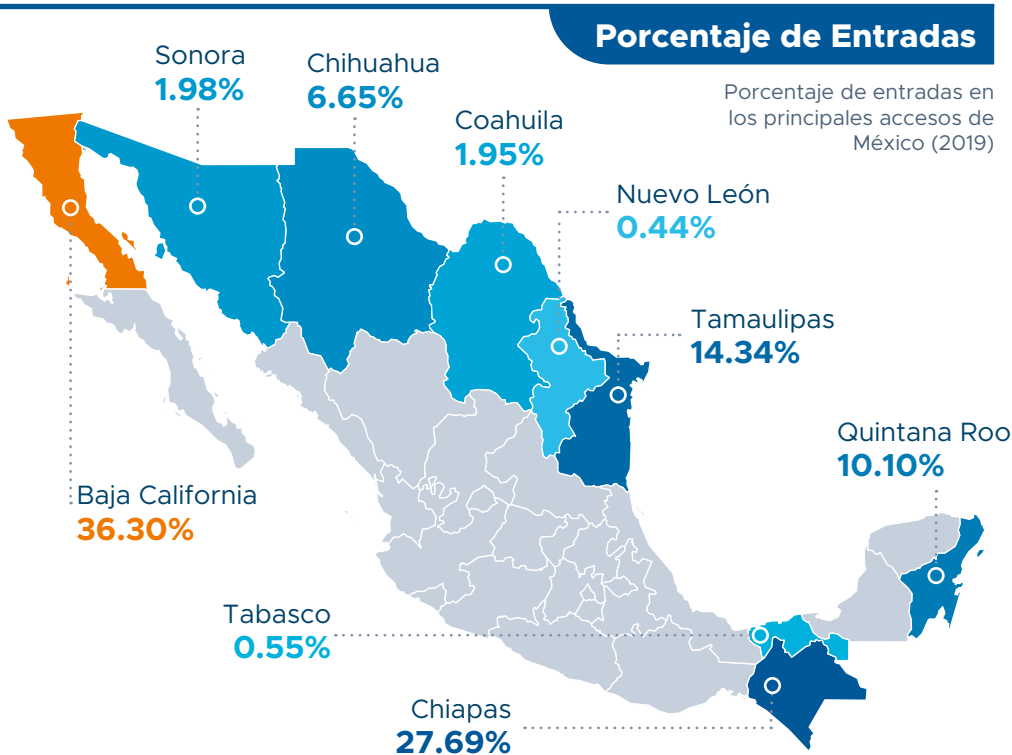 Porcentaje de Entradas
Porcentaje de entradas en
los principales accesos de
México (2019)
Sonora
1.98%
Chihuahua
6.65%
Coahuila
1.95%
Nuevo León
0.44%
Tamaulipas
14.34%
Quintana Roo
10.10%
Baja California
36.30%
Tabasco
0.55%
Chiapas
27.69%